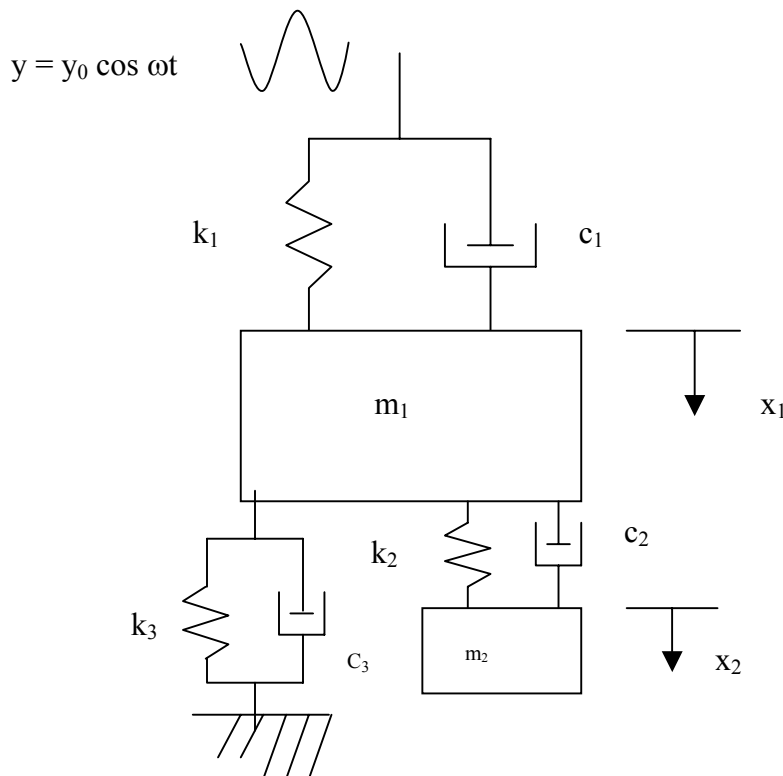 y = y₀ cos ωt
k₁
c₁
m₁
x₁
k₂
c₂
k₃
C₃
m₂
x₂